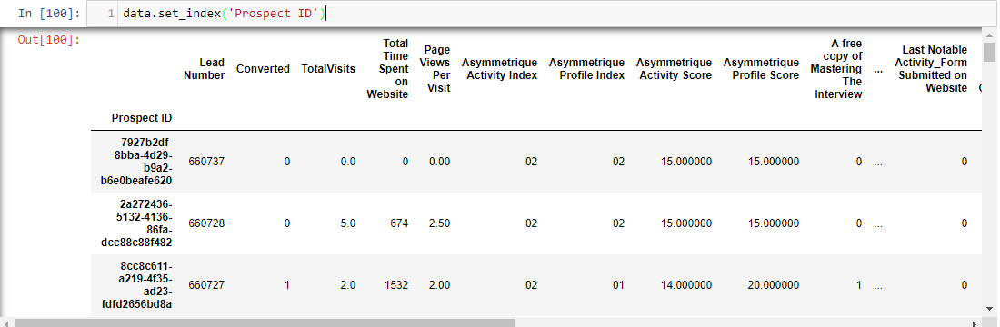 In [100]: 1 data.set_index('Prospect ID')
Out[100]:
Lead Number Converted TotalVisits Total Time Spent on Website Page Views Per Visit Asymmetrique Activity Index Asymmetrique Profile Index Asymmetrique Activity Score Asymmetrique Profile Score A free copy of Mastering The Interview ... Last Notable Activity_Form Submitted on Website
Prospect ID
7927b2df-8bba-4d29-b9a2-b6e0beafe620 660737 0 0.0 0 0.00 02 02 15.000000 15.000000 0 ... 0
2a272436-5132-4136-86fa-dcc88c88f482 660728 0 5.0 674 2.50 02 02 15.000000 15.000000 0 ... 0
8cc8c611-a219-4f35-ad23-fdfd2656bd8a 660727 1 2.0 1532 2.00 02 01 14.000000 20.000000 1 ... 0